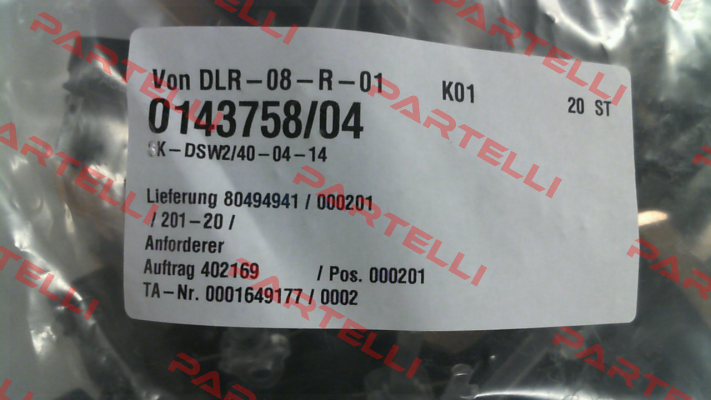 Von DLR-08-R-01 K01 20 ST
0143758/04
SK-DSW2/40-04-14
Lieferung 80494941 / 000201
/ 201-20 /
Anforderer
Auftrag 402169 / Pos. 000201
TA-Nr. 0001649177 / 0002
PARTELLI